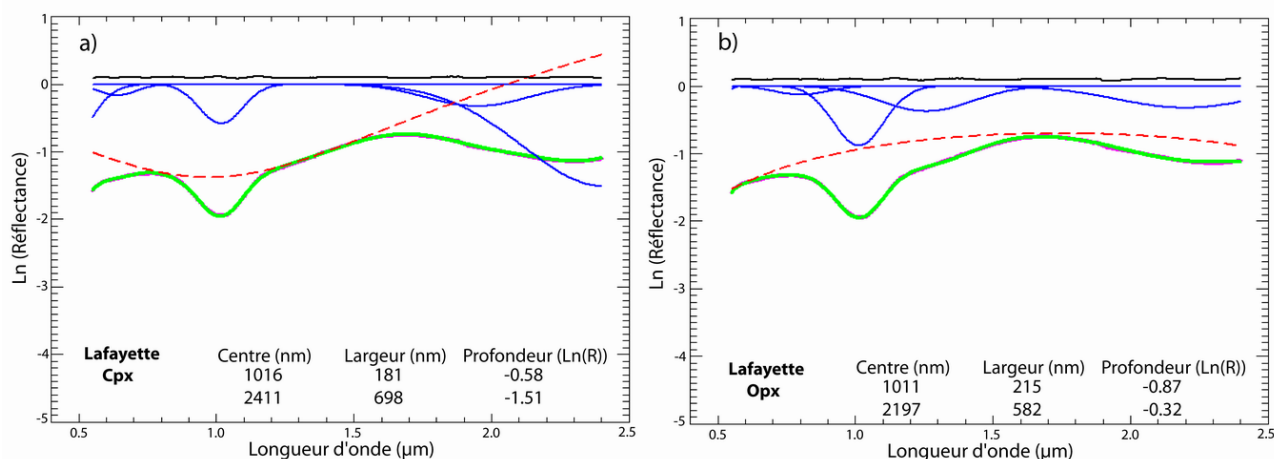 a)
1
0
-1
-2
-3
-4
-5
Ln (Réflectance)
Lafayette
Cpx
Centre (nm) Largeur (nm) Profondeur (Ln(R))
1016 181 -0.58
2411 698 -1.51
0.5 1.0 1.5 2.0 2.5
Longueur d'onde (µm)
b)
1
0
-1
-2
-3
-4
-5
Ln (Réflectance)
Lafayette
Opx
Centre (nm) Largeur (nm) Profondeur (Ln(R))
1011 215 -0.87
2197 582 -0.32
0.5 1.0 1.5 2.0 2.5
Longueur d'onde (µm)